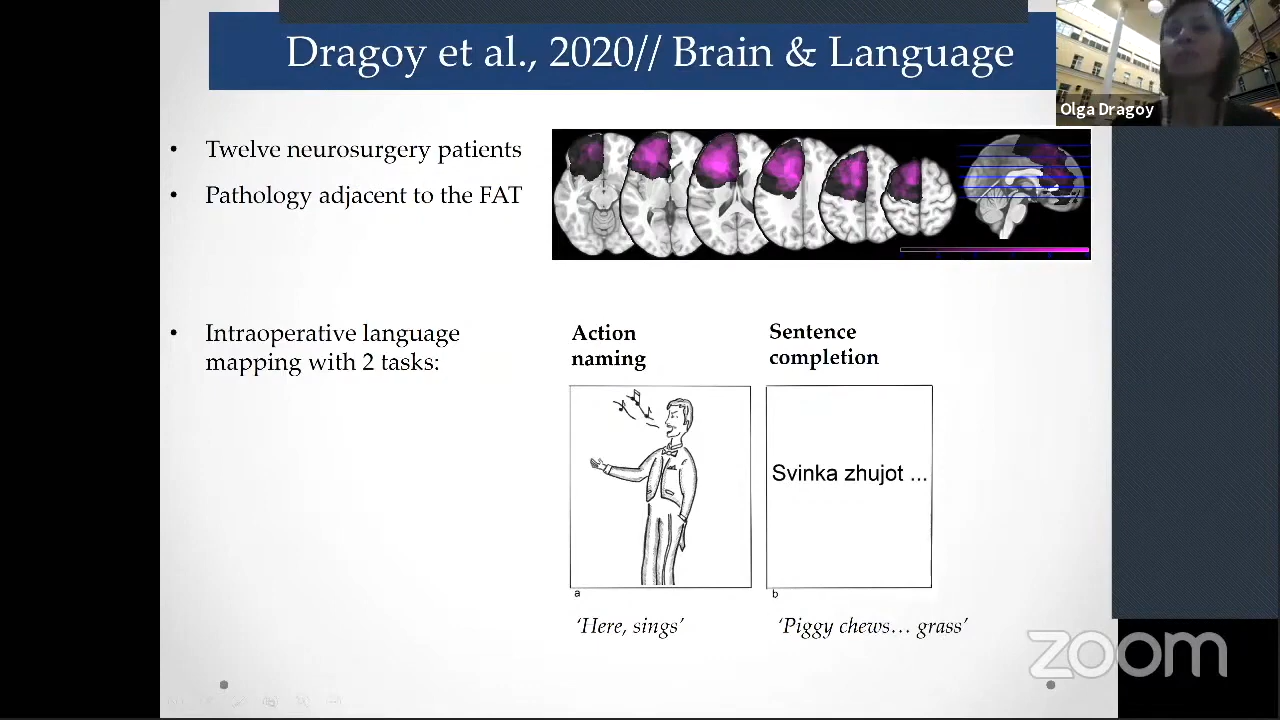 Dragoy et al., 2020// Brain & Language
Olga Dragoy
• Twelve neurosurgery patients
• Pathology adjacent to the FAT
• Intraoperative language
mapping with 2 tasks:
Action
naming
Sentence
completion
Svinka zhujot ...
a
b
‘Here, sings’
‘Piggy chews… grass’
zoom